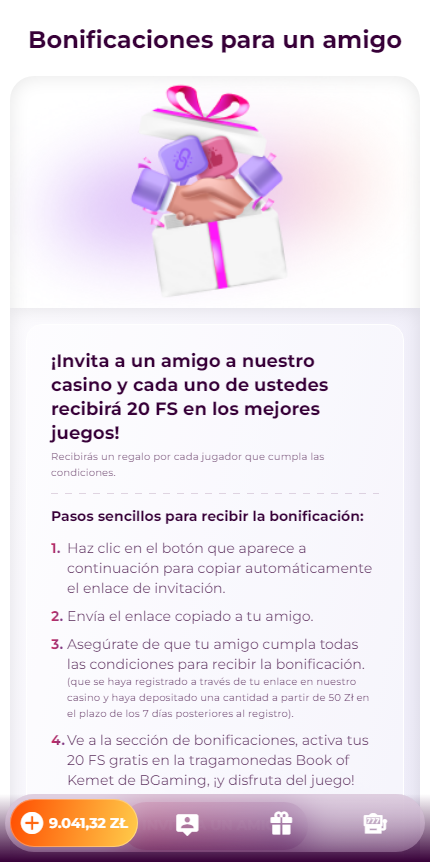 Bonificaciones para un amigo
¡Invita a un amigo a nuestro
casino y cada uno de ustedes
recibirá 20 FS en los mejores
juegos!
Recibirás un regalo por cada jugador que cumpla las
condiciones.
Pasos sencillos para recibir la bonificación:
1. Haz clic en el botón que aparece a
continuación para copiar automáticamente
el enlace de invitación.
2. Envía el enlace copiado a tu amigo.
3. Asegúrate de que tu amigo cumpla todas
las condiciones para recibir la bonificación.
(que se haya registrado a través de tu enlace en nuestro
casino y haya depositado una cantidad a partir de 50 Zł en
el plazo de los 7 días posteriores al registro).
4. Ve a la sección de bonificaciones, activa tus
20 FS gratis en la tragamonedas Book of
Kemet de BGaming, ¡y disfruta del juego!
9.041,32 ZŁ
777